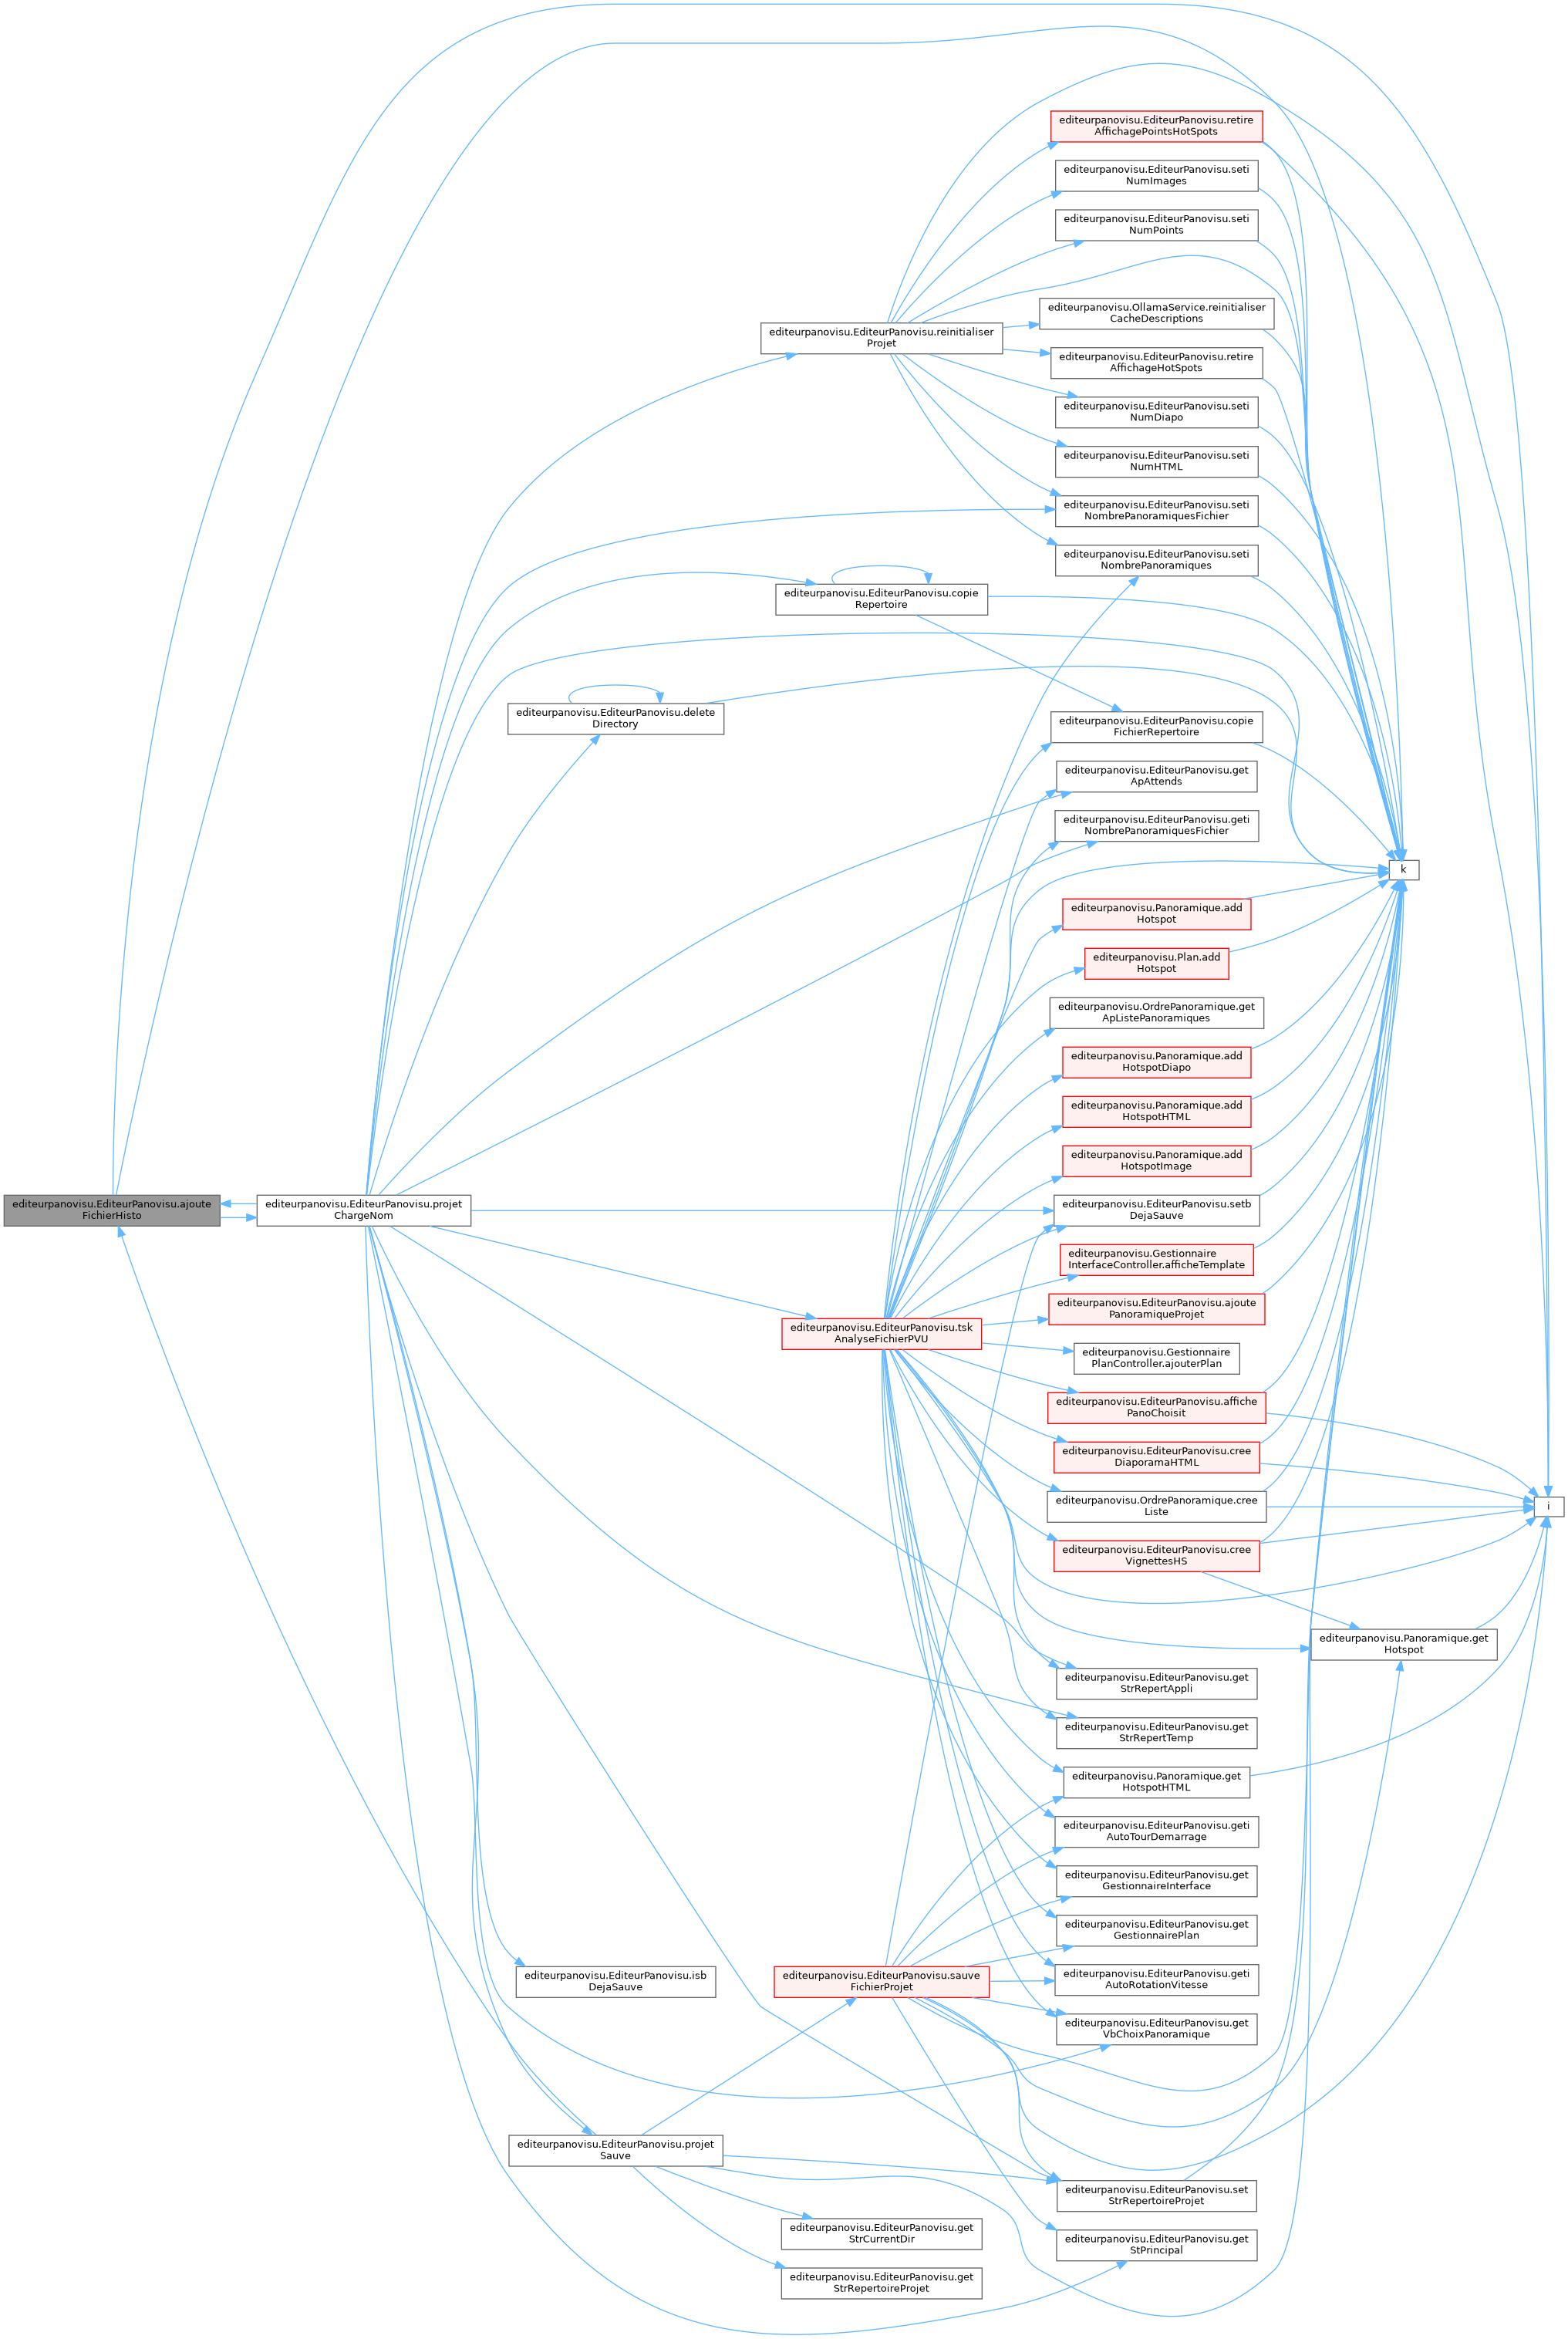 editeurpanovisu.EditeurPanovisu.retire
AffichagePointsHotSpots
editeurpanovisu.EditeurPanovisu.seti
NumImages
editeurpanovisu.EditeurPanovisu.seti
NumPoints
editeurpanovisu.OllamaService.reinitialiser
CacheDescriptions
editeurpanovisu.EditeurPanovisu.reinitialiser
Projet
editeurpanovisu.EditeurPanovisu.retire
AffichageHotSpots
editeurpanovisu.EditeurPanovisu.seti
NumDiapo
editeurpanovisu.EditeurPanovisu.seti
NumHTML
editeurpanovisu.EditeurPanovisu.seti
NombrePanoramiquesFichier
editeurpanovisu.EditeurPanovisu.seti
NombrePanoramiques
editeurpanovisu.EditeurPanovisu.copie
Repertoire
editeurpanovisu.EditeurPanovisu.delete
Directory
editeurpanovisu.EditeurPanovisu.copie
FichierRepertoire
editeurpanovisu.EditeurPanovisu.get
ApAttends
editeurpanovisu.EditeurPanovisu.geti
NombrePanoramiquesFichier
k
editeurpanovisu.Panoramique.add
Hotspot
editeurpanovisu.Plan.add
Hotspot
editeurpanovisu.OrdrePanoramique.get
ApListePanoramiques
editeurpanovisu.Panoramique.add
HotspotDiapo
editeurpanovisu.Panoramique.add
HotspotHTML
editeurpanovisu.Panoramique.add
HotspotImage
editeurpanovisu.EditeurPanovisu.ajoute
FichierHisto
editeurpanovisu.EditeurPanovisu.projet
ChargeNom
editeurpanovisu.EditeurPanovisu.setb
DejaSauve
editeurpanovisu.Gestionnaire
InterfaceController.afficheTemplate
editeurpanovisu.EditeurPanovisu.ajoute
PanoramiqueProjet
editeurpanovisu.EditeurPanovisu.tsk
AnalyseFichierPVU
editeurpanovisu.Gestionnaire
PlanController.ajouterPlan
editeurpanovisu.EditeurPanovisu.affiche
PanoChoisit
editeurpanovisu.EditeurPanovisu.cree
DiaporamaHTML
editeurpanovisu.OrdrePanoramique.cree
Liste
i
editeurpanovisu.EditeurPanovisu.cree
VignettesHS
editeurpanovisu.Panoramique.get
Hotspot
editeurpanovisu.EditeurPanovisu.get
StrRepertAppli
editeurpanovisu.EditeurPanovisu.get
StrRepertTemp
editeurpanovisu.Panoramique.get
HotspotHTML
editeurpanovisu.EditeurPanovisu.geti
AutoTourDemarrage
editeurpanovisu.EditeurPanovisu.get
GestionnaireInterface
editeurpanovisu.EditeurPanovisu.get
GestionnairePlan
editeurpanovisu.EditeurPanovisu.isb
DejaSauve
editeurpanovisu.EditeurPanovisu.sauve
FichierProjet
editeurpanovisu.EditeurPanovisu.geti
AutoRotationVitesse
editeurpanovisu.EditeurPanovisu.get
VbChoixPanoramique
editeurpanovisu.EditeurPanovisu.projet
Sauve
editeurpanovisu.EditeurPanovisu.set
StrRepertoireProjet
editeurpanovisu.EditeurPanovisu.get
StrCurrentDir
editeurpanovisu.EditeurPanovisu.get
StPrincipal
editeurpanovisu.EditeurPanovisu.get
StrRepertoireProjet